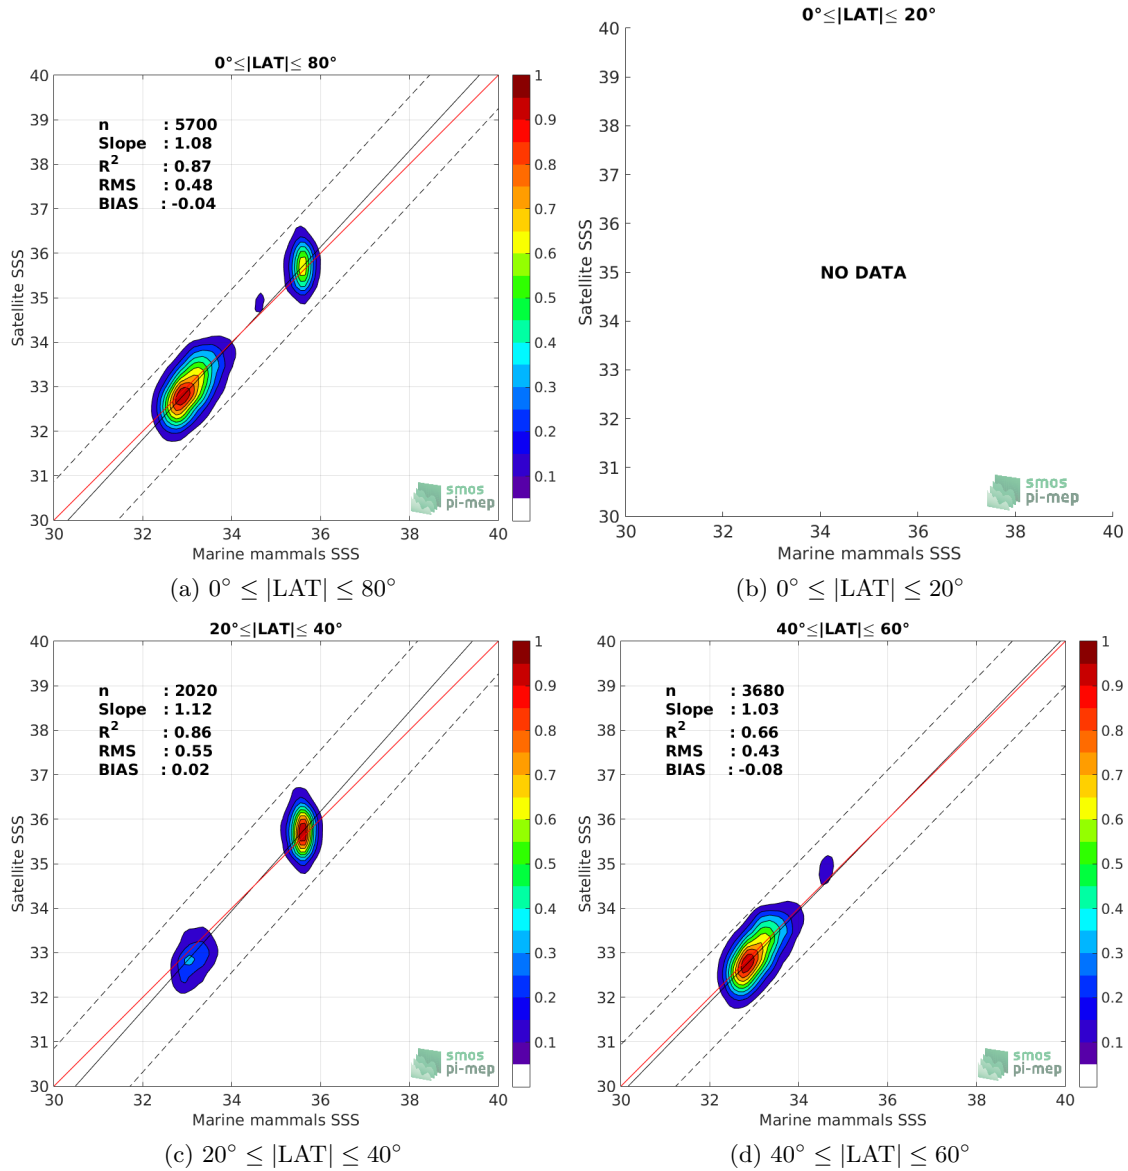 0°≤|LAT|≤ 80°
n : 5700
Slope : 1.08
R2 : 0.87
RMS : 0.48
BIAS : -0.04
40
39
38
37
36
35
34
33
32
31
30
Satellite SSS
30 32 34 36 38 40
Marine mammals SSS
1
0.9
0.8
0.7
0.6
0.5
0.4
0.3
0.2
0.1
smos
pi-mep
(a) 0° ≤ |LAT| ≤ 80°
0°≤|LAT|≤ 20°
40
39
38
37
36
35
34
33
32
31
30
Satellite SSS
NO DATA
30 32 34 36 38 40
Marine mammals SSS
smos
pi-mep
(b) 0° ≤ |LAT| ≤ 20°
20°≤|LAT|≤ 40°
n : 2020
Slope : 1.12
R2 : 0.86
RMS : 0.55
BIAS : 0.02
40
39
38
37
36
35
34
33
32
31
30
Satellite SSS
30 32 34 36 38 40
Marine mammals SSS
1
0.9
0.8
0.7
0.6
0.5
0.4
0.3
0.2
0.1
smos
pi-mep
(c) 20° ≤ |LAT| ≤ 40°
40°≤|LAT|≤ 60°
n : 3680
Slope : 1.03
R2 : 0.66
RMS : 0.43
BIAS : -0.08
40
39
38
37
36
35
34
33
32
31
30
Satellite SSS
30 32 34 36 38 40
Marine mammals SSS
1
0.9
0.8
0.7
0.6
0.5
0.4
0.3
0.2
0.1
smos
pi-mep
(d) 40° ≤ |LAT| ≤ 60°